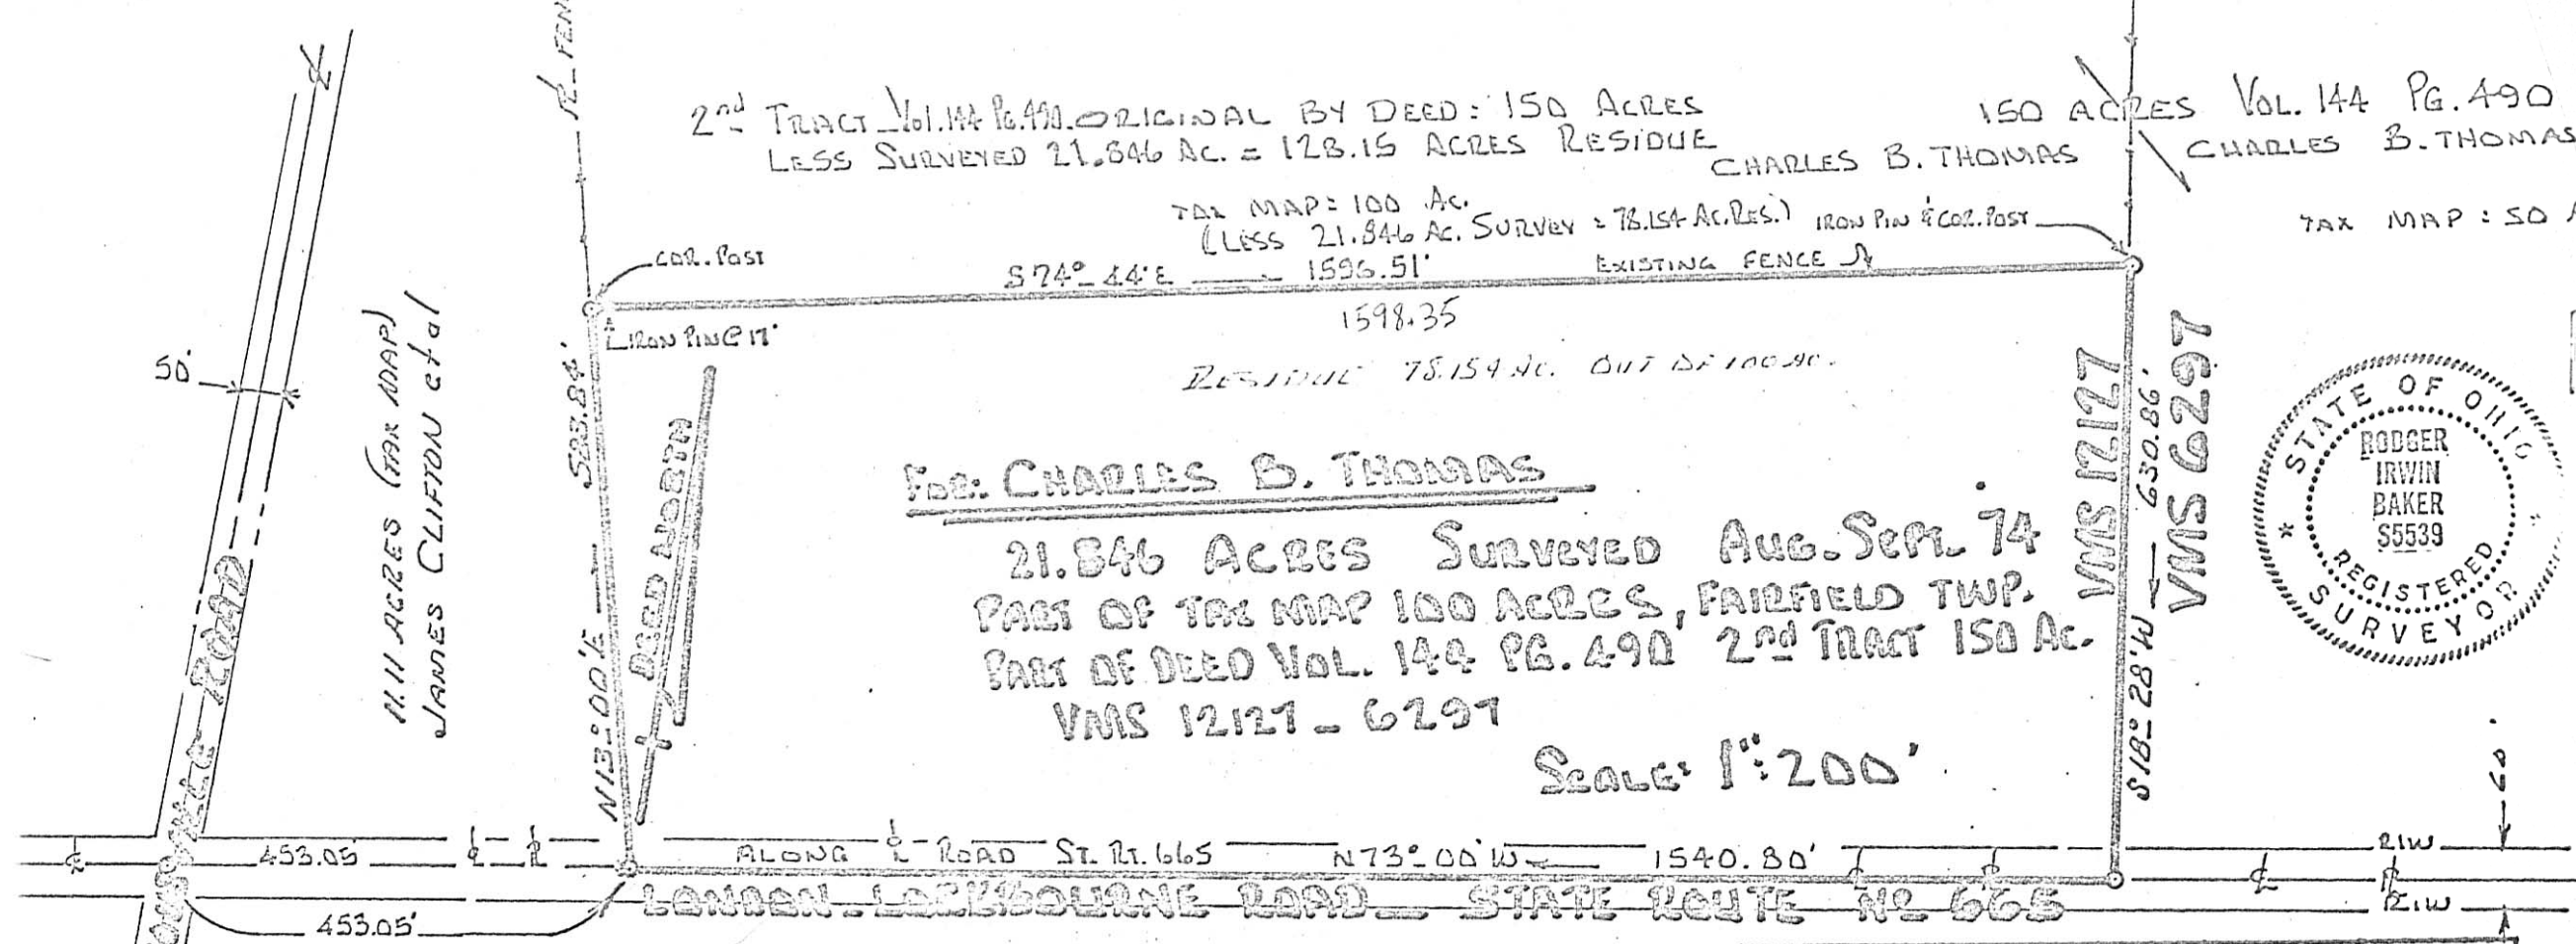 R FEN
2nd TRACT Vol. 144 Pg. 490. ORIGINAL BY DEED: 150 ACRES
LESS SURVEYED 21.846 AC. = 128.15 ACRES RESIDUE
CHARLES B. THOMAS
150 ACRES VOL. 144 PG. 490
CHARLES B. THOMAS
TAX MAP: 100 AC.
(LESS 21.846 AC. SURVEY = 78.154 AC. RES.)
TAX MAP: 50 A
IRON PIN & COR. POST
COR. POST
S 74° 44' E 1596.51'
EXISTING FENCE
1598.35
IRON PIN @ 17'
RESIDUE 78.154 AC. OUT OF 100 AC.
50'
11.11 ACRES (TAX MAP)
JAMES CLIFTON et al
N 13° 00' E 583.84'
DEED NORTH
FOR: CHARLES B. THOMAS
21.846 ACRES SURVEYED AUG.-SEPT. 74
PART OF TAX MAP 100 ACRES, FAIRFIELD TWP.
PART OF DEED VOL. 144 PG. 490 2nd TRACT 150 AC.
VMS 12127 - 6297
SCALE: 1":200'
VMS 12127
S 18° 28' W 630.86'
VMS 6297
STATE OF OHIO
RODGER
IRWIN
BAKER
S5539
REGISTERED
SURVEYOR
ROAD
453.05
ALONG ℄ ROAD ST. RT. 665 N 73° 00' W 1540.80'
R/W
60
LONDON-LOCKBOURNE ROAD - STATE ROUTE NO 665
R/W
453.05'